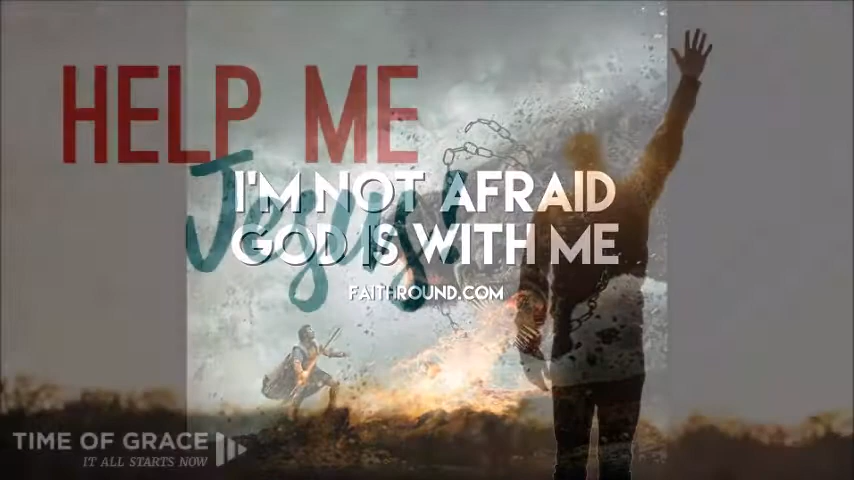 HELP ME
Jesus!
I'M NOT AFRAID
GOD IS WITH ME
FAITHROUND.COM
TIME OF GRACE
IT ALL STARTS NOW